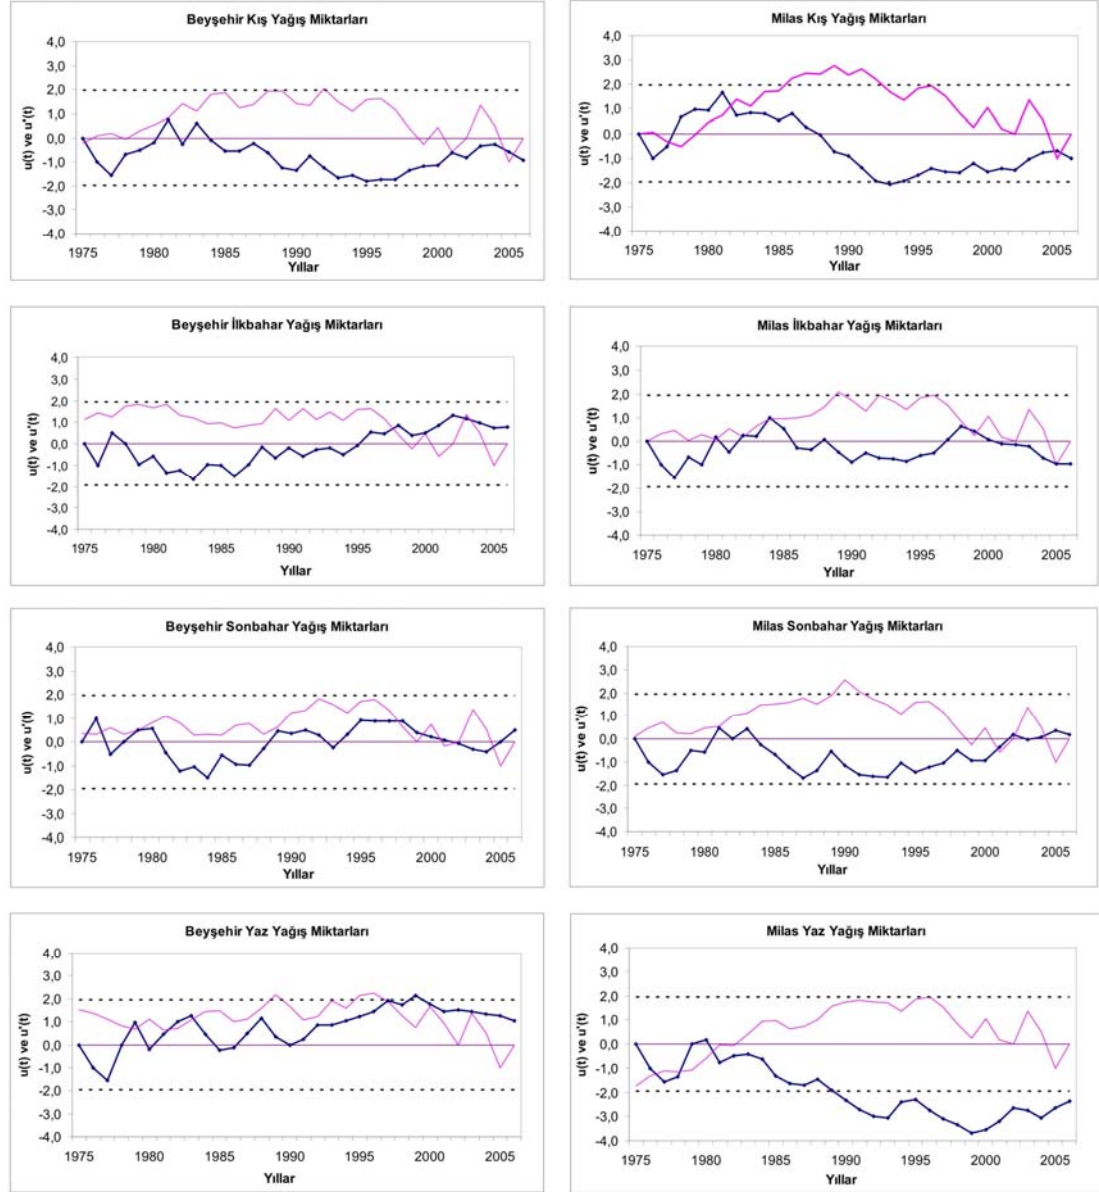 Beyşehir Kış Yağış Miktarları
u(t) ve u'(t)
4,0
3,0
2,0
1,0
0,0
-1,0
-2,0
-3,0
-4,0
1975 1980 1985 1990 1995 2000 2005
Yıllar
Milas Kış Yağış Miktarları
u(t) ve u'(t)
4,0
3,0
2,0
1,0
0,0
-1,0
-2,0
-3,0
-4,0
1975 1980 1985 1990 1995 2000 2005
Yıllar
Beyşehir İlkbahar Yağış Miktarları
u(t) ve u'(t)
4,0
3,0
2,0
1,0
0,0
-1,0
-2,0
-3,0
-4,0
1975 1980 1985 1990 1995 2000 2005
Yıllar
Milas İlkbahar Yağış Miktarları
u(t) ve u'(t)
4,0
3,0
2,0
1,0
0,0
-1,0
-2,0
-3,0
-4,0
1975 1980 1985 1990 1995 2000 2005
Yıllar
Beyşehir Sonbahar Yağış Miktarları
u(t) ve u'(t)
4,0
3,0
2,0
1,0
0,0
-1,0
-2,0
-3,0
-4,0
1975 1980 1985 1990 1995 2000 2005
Yıllar
Milas Sonbahar Yağış Miktarları
u(t) ve u'(t)
4,0
3,0
2,0
1,0
0,0
-1,0
-2,0
-3,0
-4,0
1975 1980 1985 1990 1995 2000 2005
Yıllar
Beyşehir Yaz Yağış Miktarları
u(t) ve u'(t)
4,0
3,0
2,0
1,0
0,0
-1,0
-2,0
-3,0
-4,0
1975 1980 1985 1990 1995 2000 2005
Yıllar
Milas Yaz Yağış Miktarları
u(t) ve u'(t)
4,0
3,0
2,0
1,0
0,0
-1,0
-2,0
-3,0
-4,0
1975 1980 1985 1990 1995 2000 2005
Yıllar